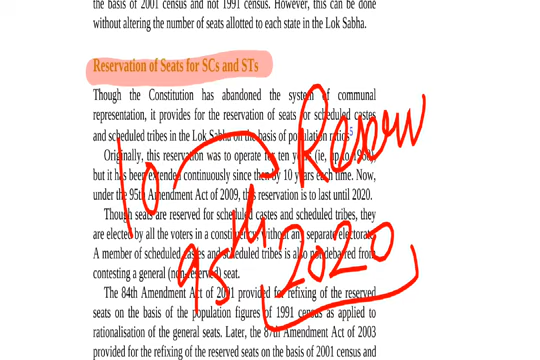 the basis of 2001 census and not 1991 census. However, this can be done
without altering the number of seats allotted to each state in the Lok Sabha.
Reservation of Seats for SCs and STs
Though the Constitution has abandoned the system of communal
representation, it provides for the reservation of seats for scheduled castes
and scheduled tribes in the Lok Sabha on the basis of population ratios5
Originally, this reservation was to operate for ten years (ie, up to 1960),
but it has been extended continuously since then by 10 years each time. Now,
under the 95th Amendment Act of 2009, this reservation is to last until 2020.
Though seats are reserved for scheduled castes and scheduled tribes, they
are elected by all the voters in a constituency, without any separate electorate.
A member of scheduled castes and scheduled tribes is also not debarred from
contesting a general (non-reserved) seat.
The 84th Amendment Act of 2001 provided for refixing of the reserved
seats on the basis of the population figures of 1991 census as applied to
rationalisation of the general seats. Later, the 87th Amendment Act of 2003
provided for the refixing of the reserved seats on the basis of 2001 census and
10
Reserv
95th
2020